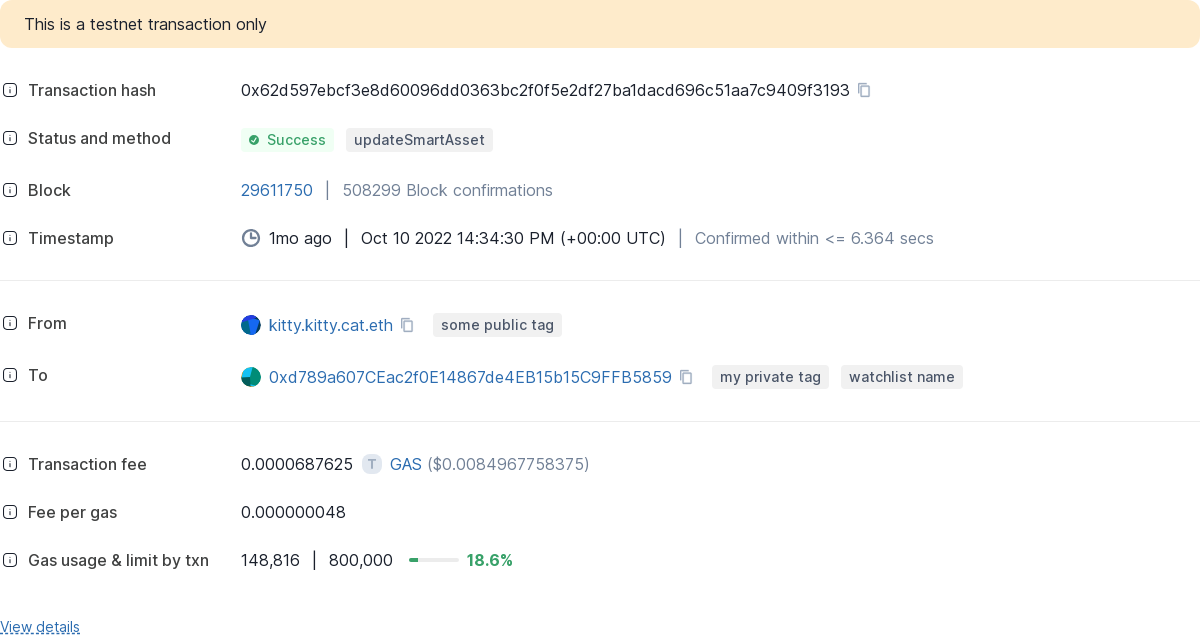 This is a testnet transaction only
Transaction hash 0x62d597ebcf3e8d60096dd0363bc2f0f5e2df27ba1dacd696c51aa7c9409f3193
Status and method Success updateSmartAsset
Block 29611750 | 508299 Block confirmations
Timestamp 1mo ago | Oct 10 2022 14:34:30 PM (+00:00 UTC) | Confirmed within <= 6.364 secs
From kitty.kitty.cat.eth some public tag
To 0xd789a607CEac2f0E14867de4EB15b15C9FFB5859 my private tag watchlist name
Transaction fee 0.0000687625 T GAS ($0.0084967758375)
Fee per gas 0.000000048
Gas usage & limit by txn 148,816 | 800,000 18.6%
View details